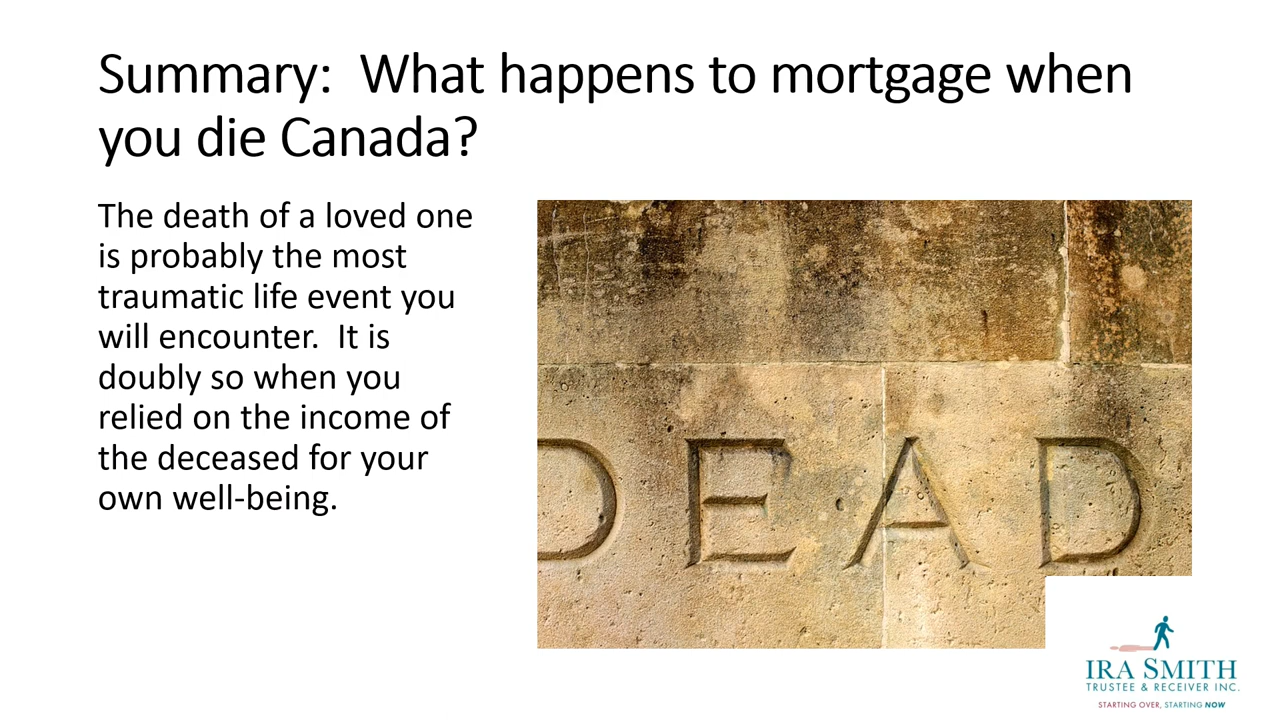 Summary:  What happens to mortgage when
you die Canada?
The death of a loved one
is probably the most
traumatic life event you
will encounter.  It is
doubly so when you
relied on the income of
the deceased for your
own well-being.
DEAD
IRA SMITH
TRUSTEE & RECEIVER INC.
STARTING OVER, STARTING NOW